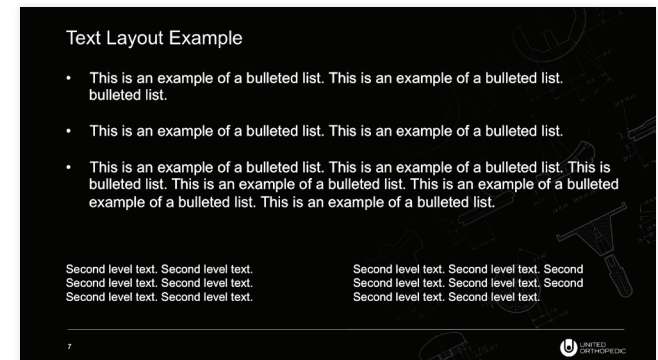 Text Layout Example
• This is an example of a bulleted list. This is an example of a bulleted list.
bulleted list.
• This is an example of a bulleted list. This is an example of a bulleted list.
• This is an example of a bulleted list. This is an example of a bulleted list. This is
bulleted list. This is an example of a bulleted list. This is an example of a bulleted
example of a bulleted list. This is an example of a bulleted list.
Second level text. Second level text.
Second level text. Second level text.
Second level text. Second level text.
Second level text. Second level text. Second
Second level text. Second level text. Second
Second level text. Second level text.
7
UNITED
ORTHOPEDIC